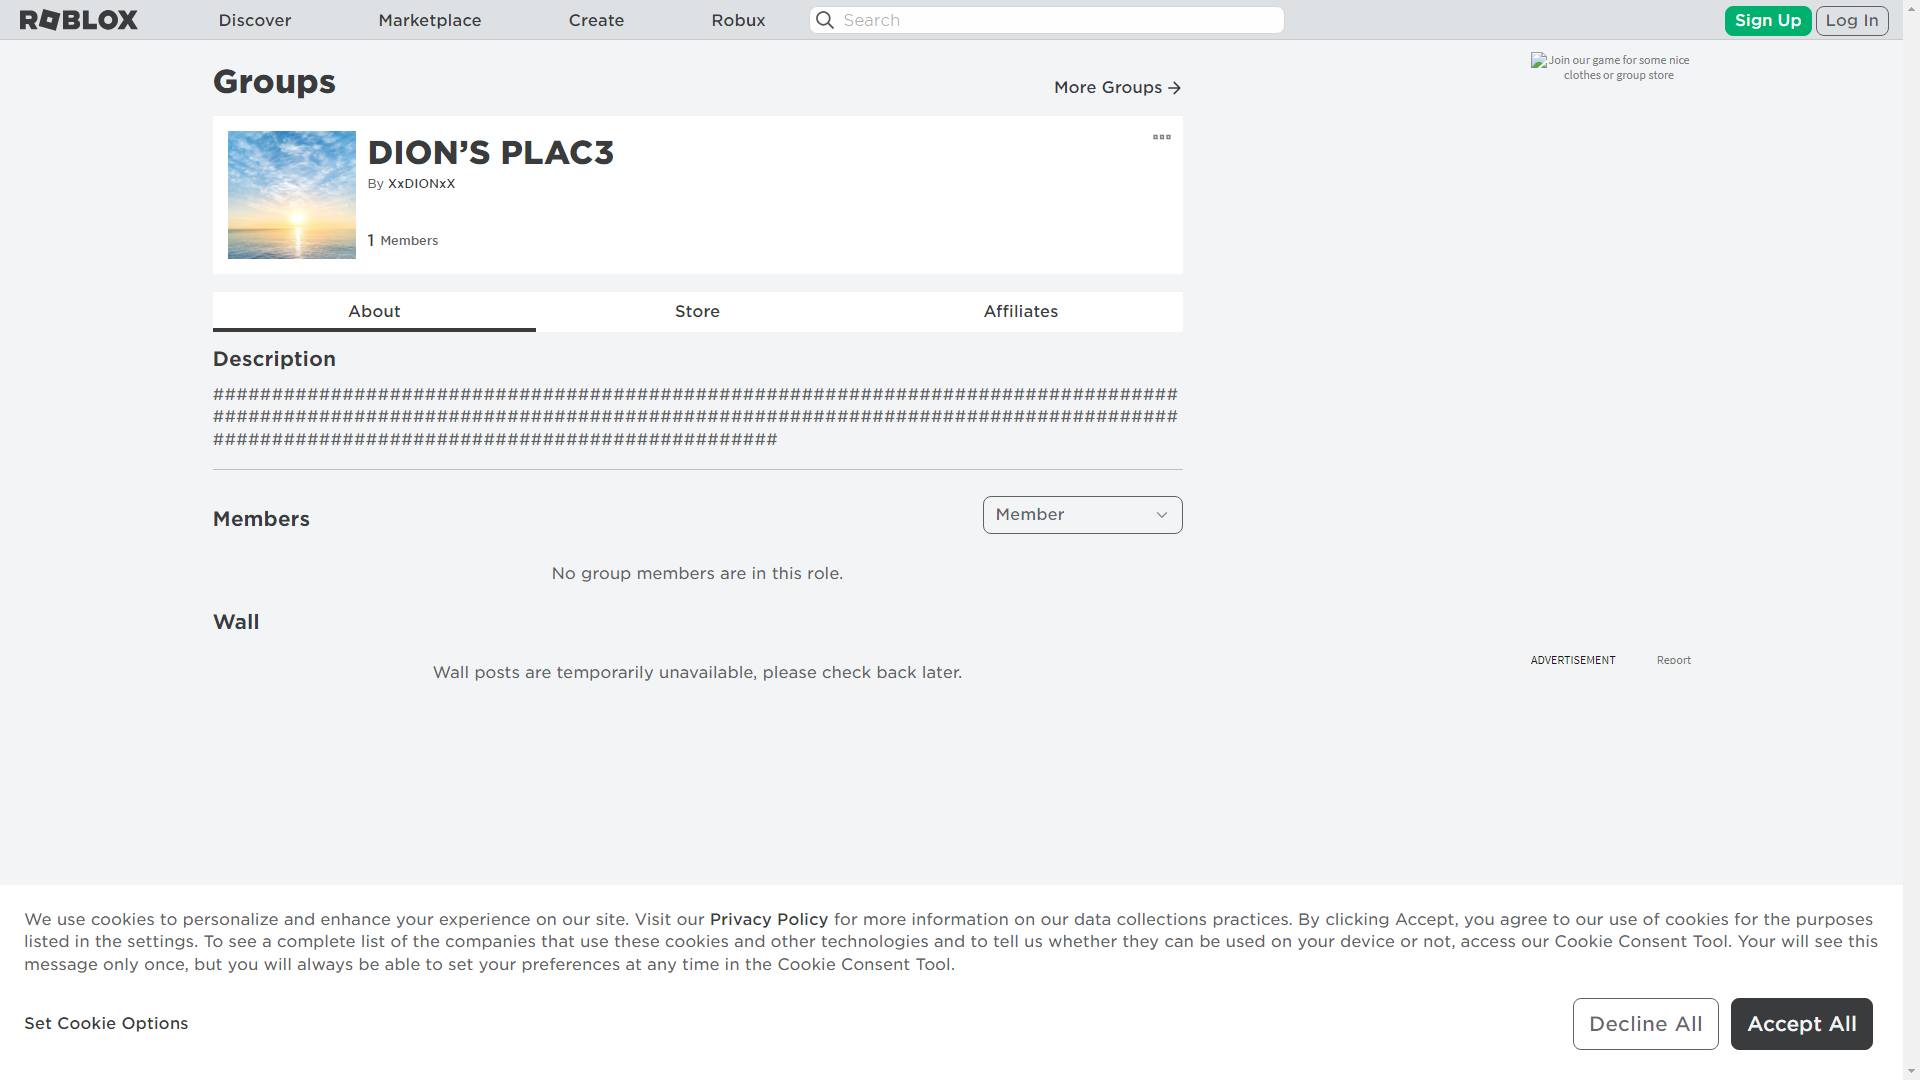 ROBLOX Discover Marketplace Create Robux Search Sign Up Log In
Groups
More Groups
Join our game for some nice
clothes or group store
DION’S PLAC3
By XxDIONxX
1 Members
About Store Affiliates
Description
##################################################################################
##################################################################################
################################################
Members
Member
No group members are in this role.
Wall
Wall posts are temporarily unavailable, please check back later.
ADVERTISEMENT Report
We use cookies to personalize and enhance your experience on our site. Visit our Privacy Policy for more information on our data collections practices. By clicking Accept, you agree to our use of cookies for the purposes
listed in the settings. To see a complete list of the companies that use these cookies and other technologies and to tell us whether they can be used on your device or not, access our Cookie Consent Tool. Your will see this
message only once, but you will always be able to set your preferences at any time in the Cookie Consent Tool.
Set Cookie Options
Decline All
Accept All